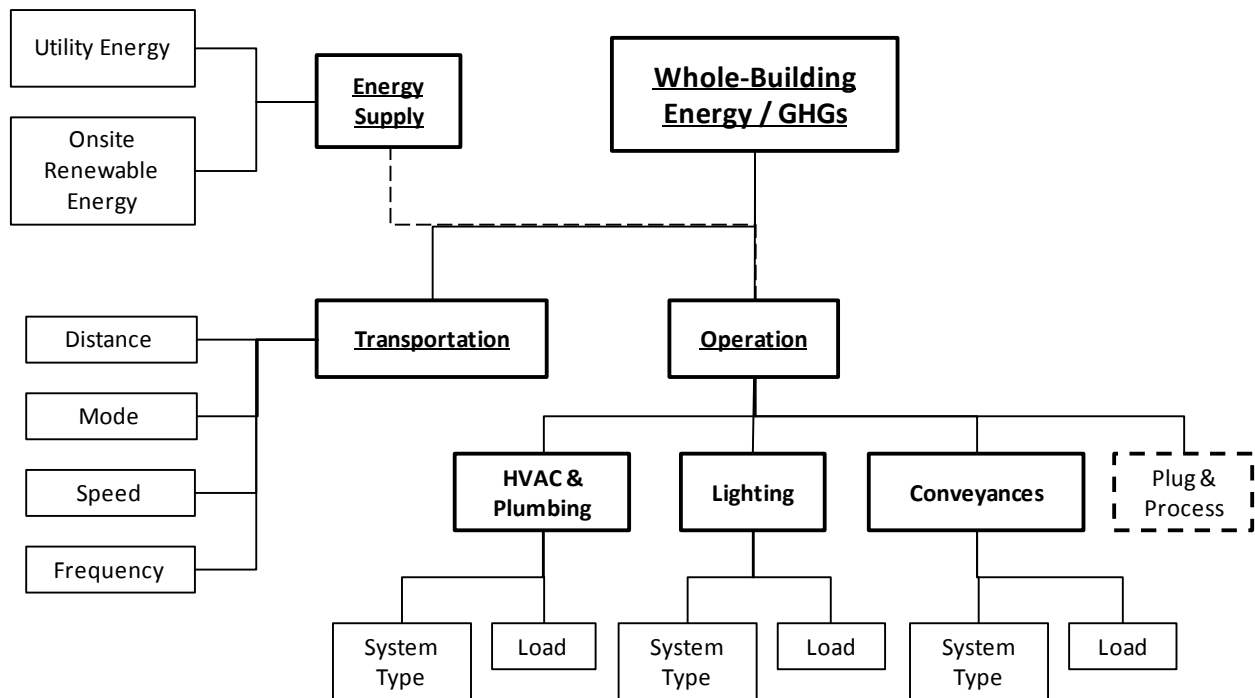 Utility Energy
Onsite
Renewable
Energy
Energy
Supply
Whole-Building
Energy / GHGs
Distance
Mode
Speed
Frequency
Transportation
Operation
HVAC &
Plumbing
Lighting
Conveyances
Plug &
Process
System
Type
Load
System
Type
Load
System
Type
Load